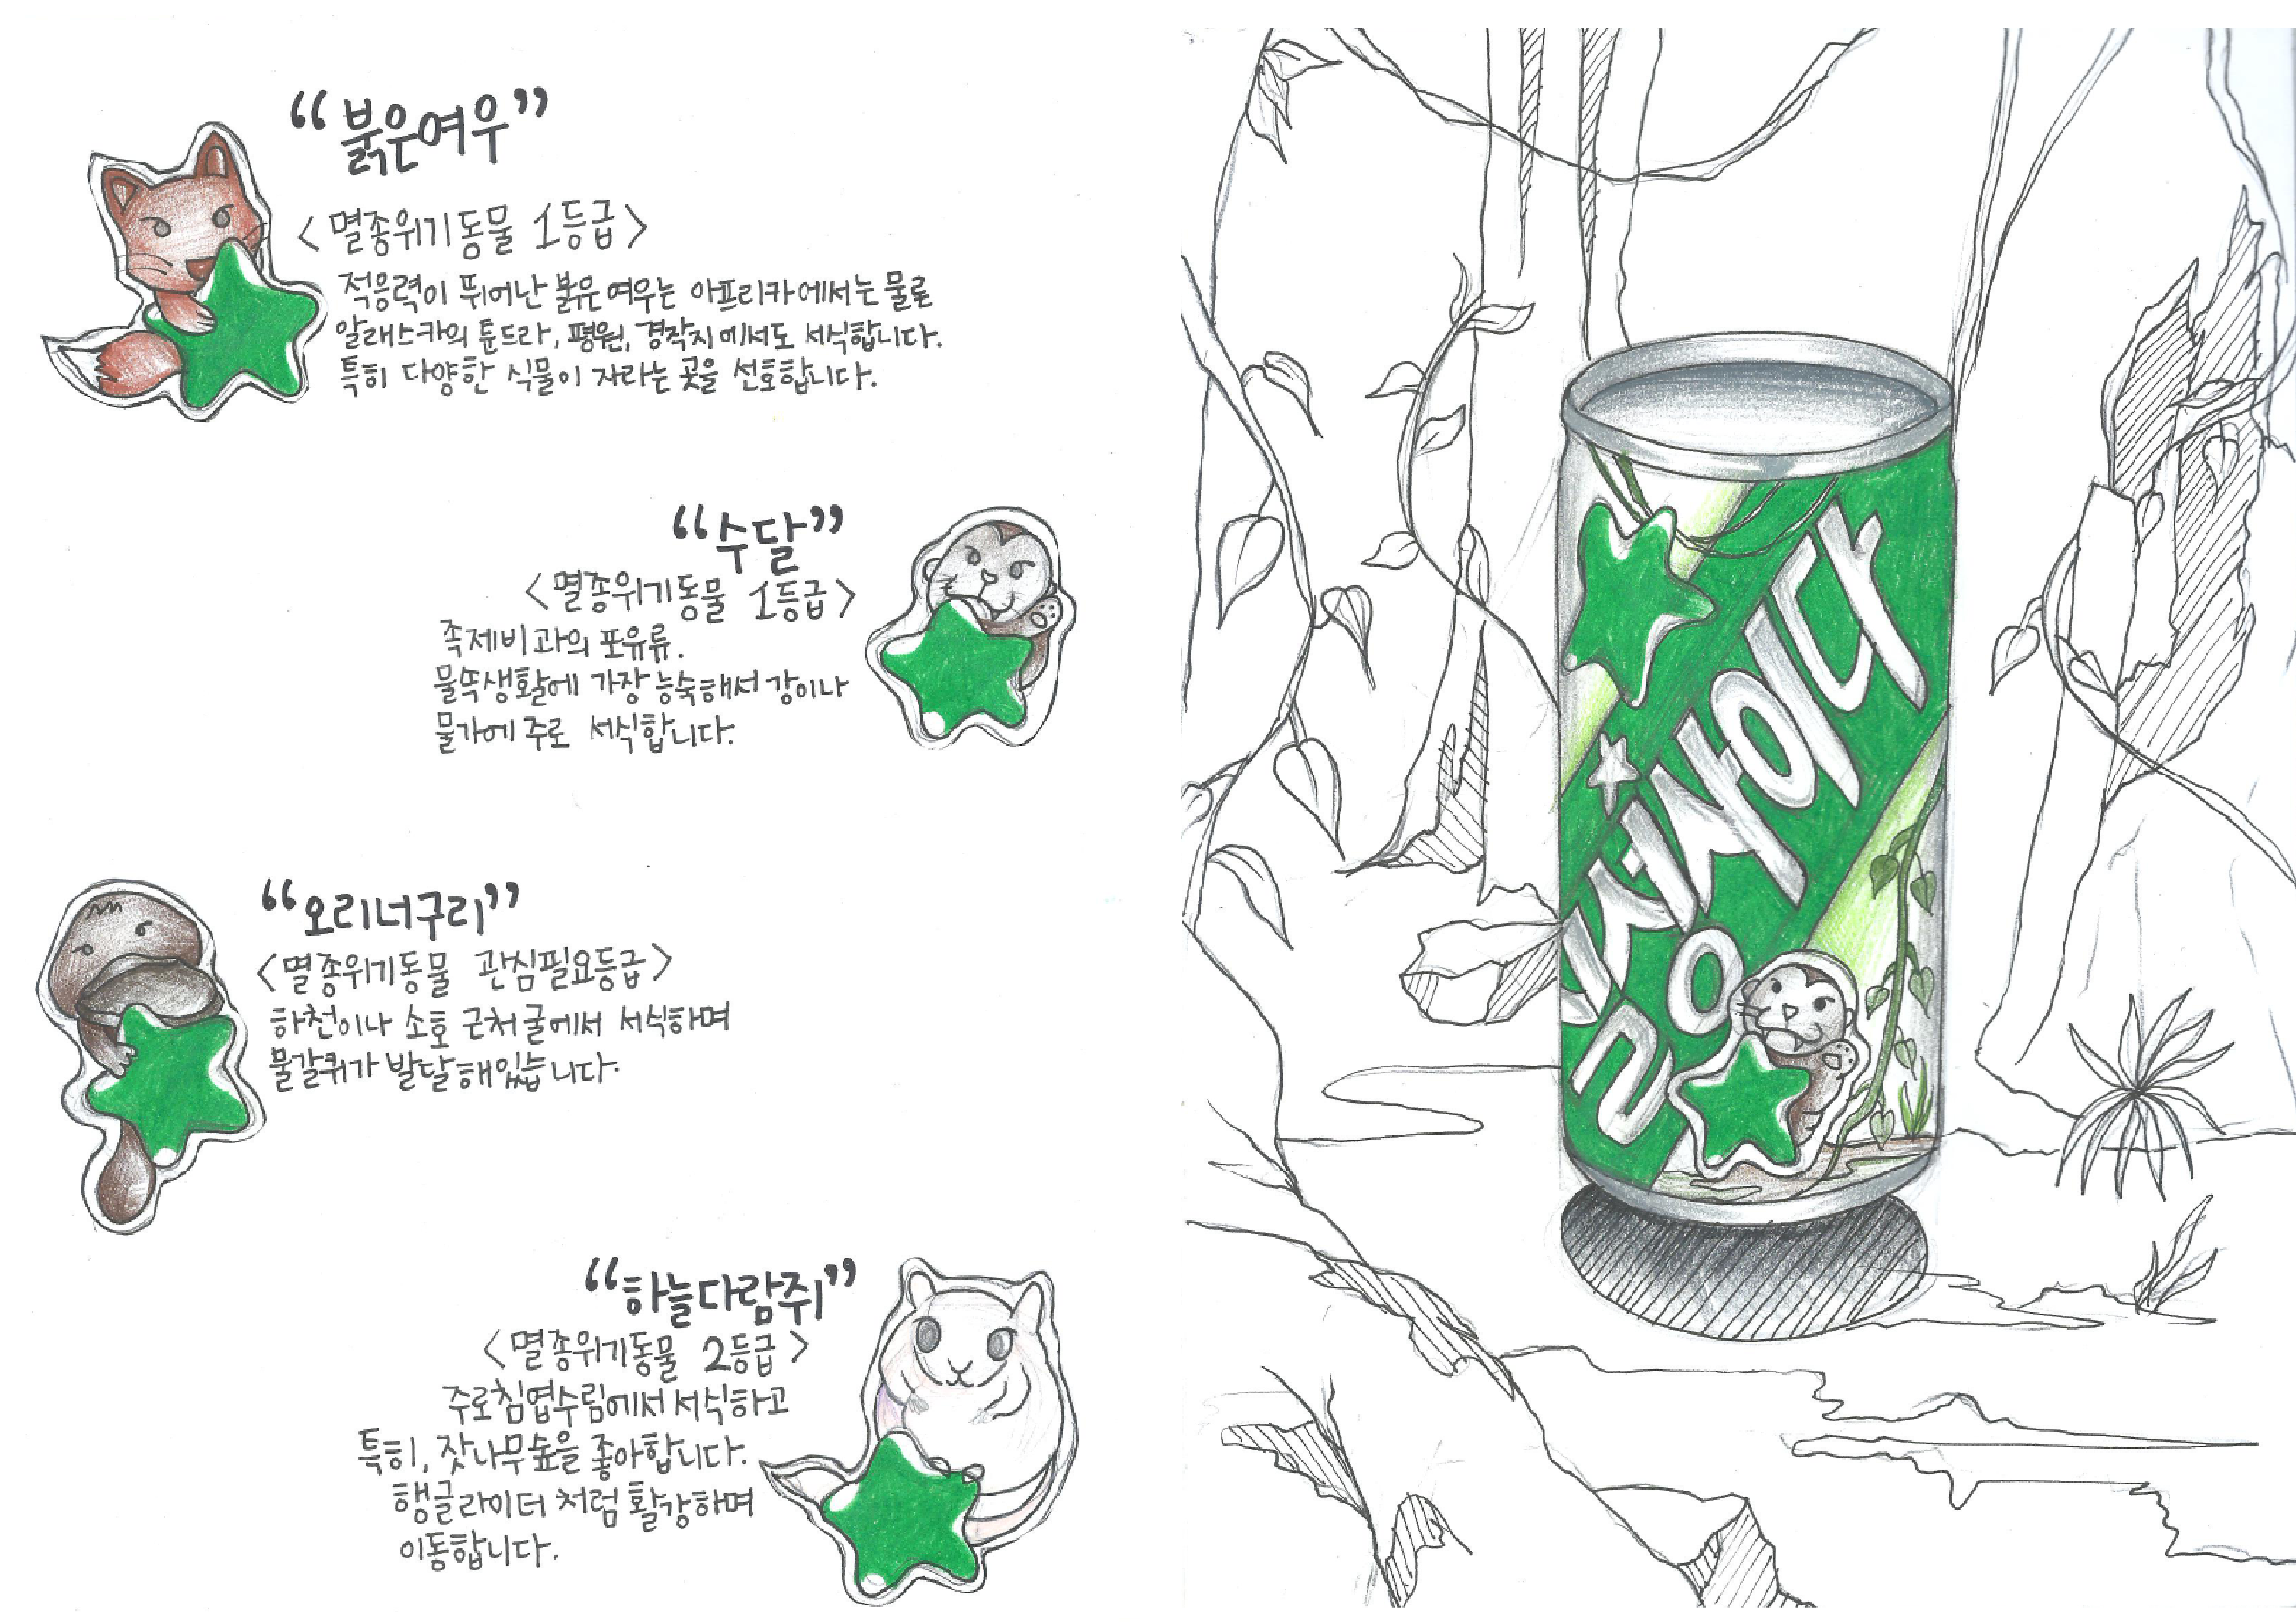 “붉은여우”
<멸종위기동물 1등급>
적응력이 뛰어난 붉은여우는 아프리카에서는 물론
알래스카의 툰드라, 평원, 경작지에서도 서식합니다.
특히 다양한 식물이 자라는 곳을 선호합니다.
“수달”
<멸종위기동물 1등급>
족제비과의 포유류.
물속생활에 가장 능숙해서 강이나
물가에 주로 서식합니다.
“오리너구리”
<멸종위기동물 관심필요등급>
하천이나 소호 근처 굴에서 서식하며
물갈퀴가 발달해있습니다.
“하늘다람쥐”
<멸종위기동물 2등급>
주로침엽수림에서 서식하고
특히, 잣나무숲을 좋아합니다.
행글라이더 처럼 활강하며
이동합니다.
칠성사이다